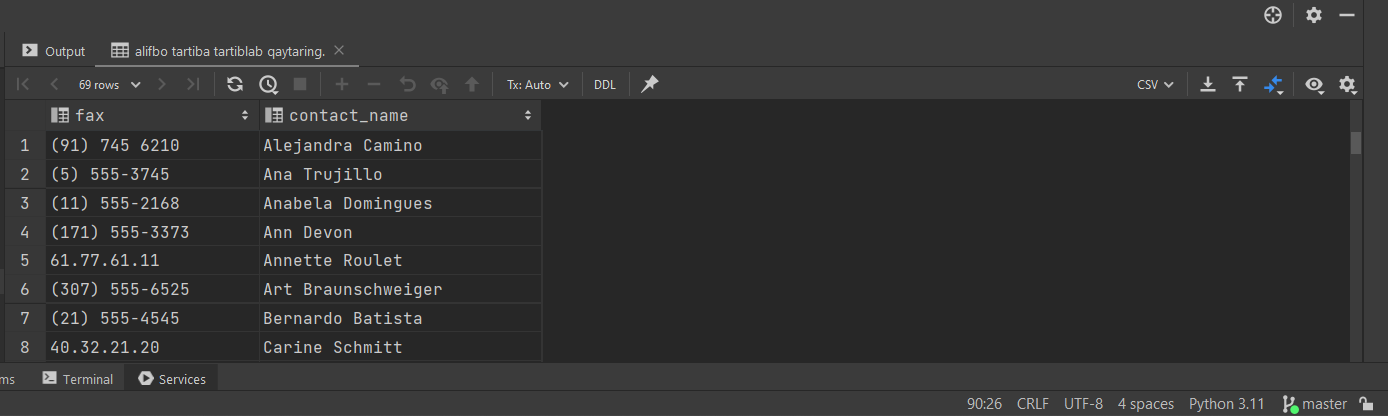 Output alifbo tartiba tartiblab qaytaring.
69 rows Tx: Auto DDL CSV
fax contact_name
1 (91) 745 6210 Alejandra Camino
2 (5) 555-3745 Ana Trujillo
3 (11) 555-2168 Anabela Domingues
4 (171) 555-3373 Ann Devon
5 61.77.61.11 Annette Roulet
6 (307) 555-6525 Art Braunschweiger
7 (21) 555-4545 Bernardo Batista
8 40.32.21.20 Carine Schmitt
ms Terminal Services
90:26 CRLF UTF-8 4 spaces Python 3.11 master